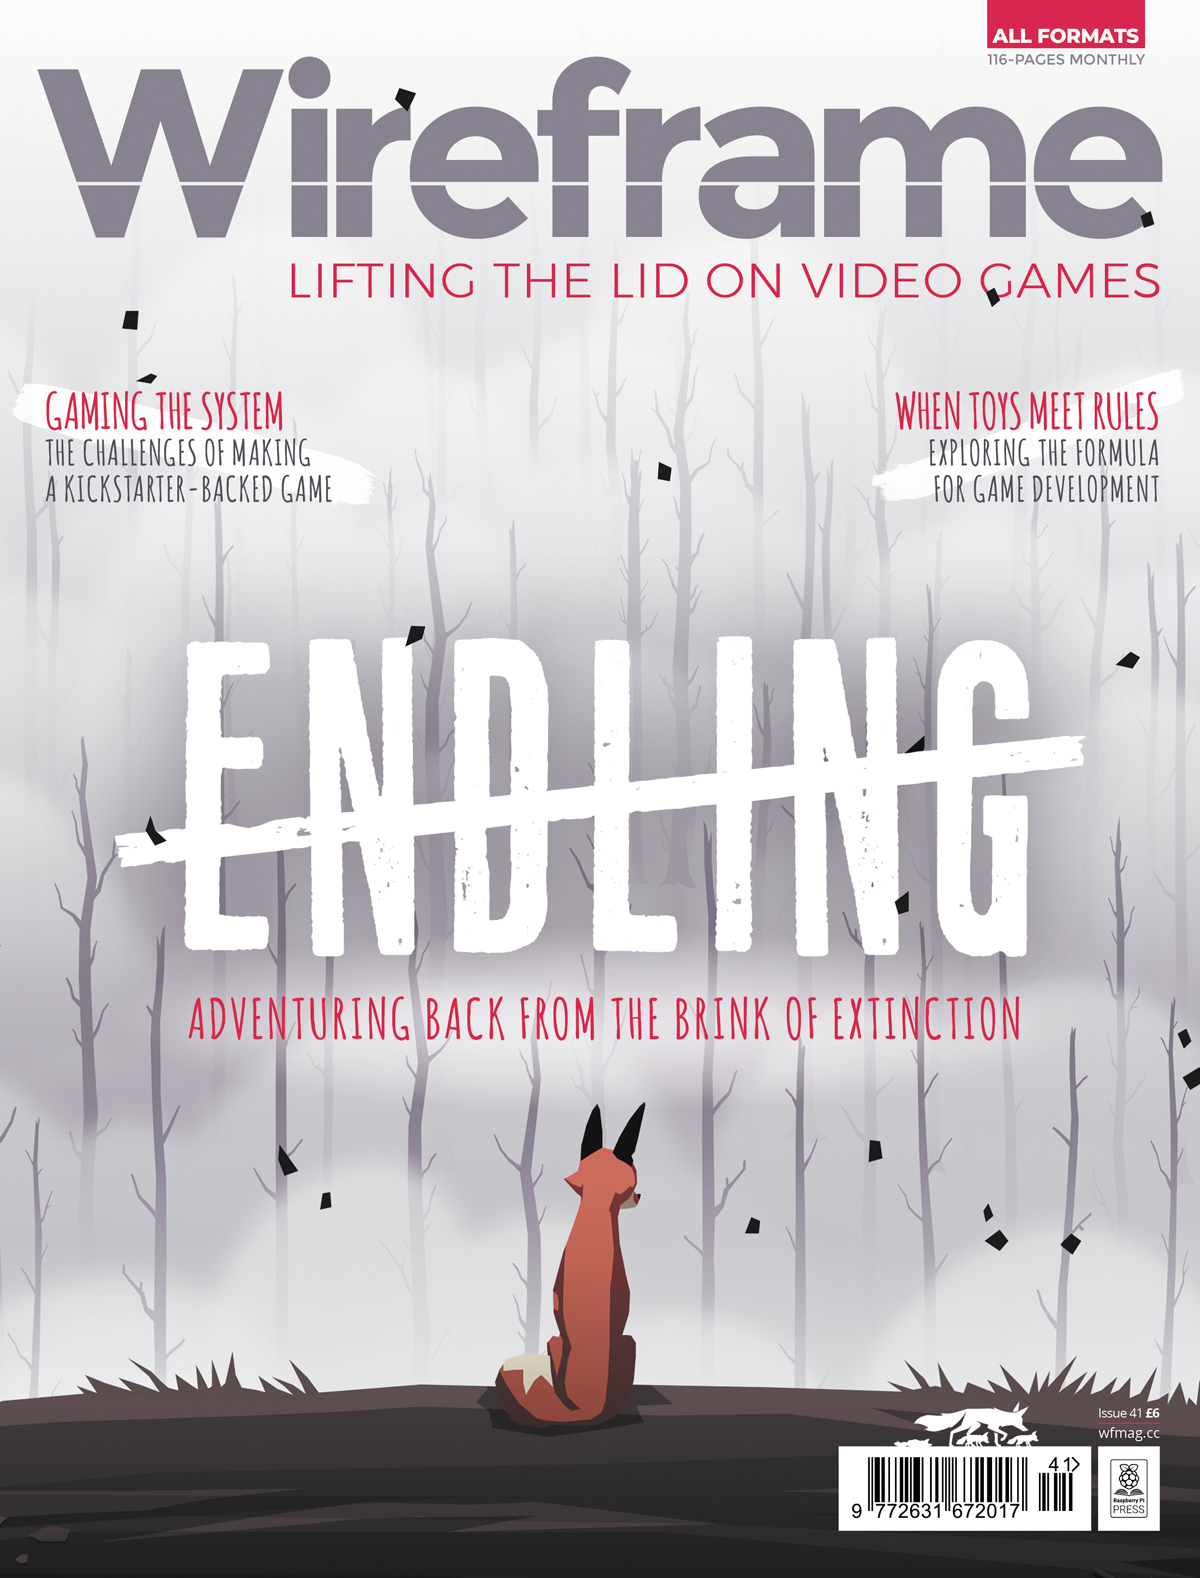 ALL FORMATS
116-PAGES MONTHLY
Wireframe
LIFTING THE LID ON VIDEO GAMES
GAMING THE SYSTEM
THE CHALLENGES OF MAKING
A KICKSTARTER-BACKED GAME
WHEN TOYS MEET RULES
EXPLORING THE FORMULA
FOR GAME DEVELOPMENT
ENDLING
ADVENTURING BACK FROM THE BRINK OF EXTINCTION
Issue 41 £6
wfmag.cc
41>
9 772631 672017
Raspberry Pi
PRESS